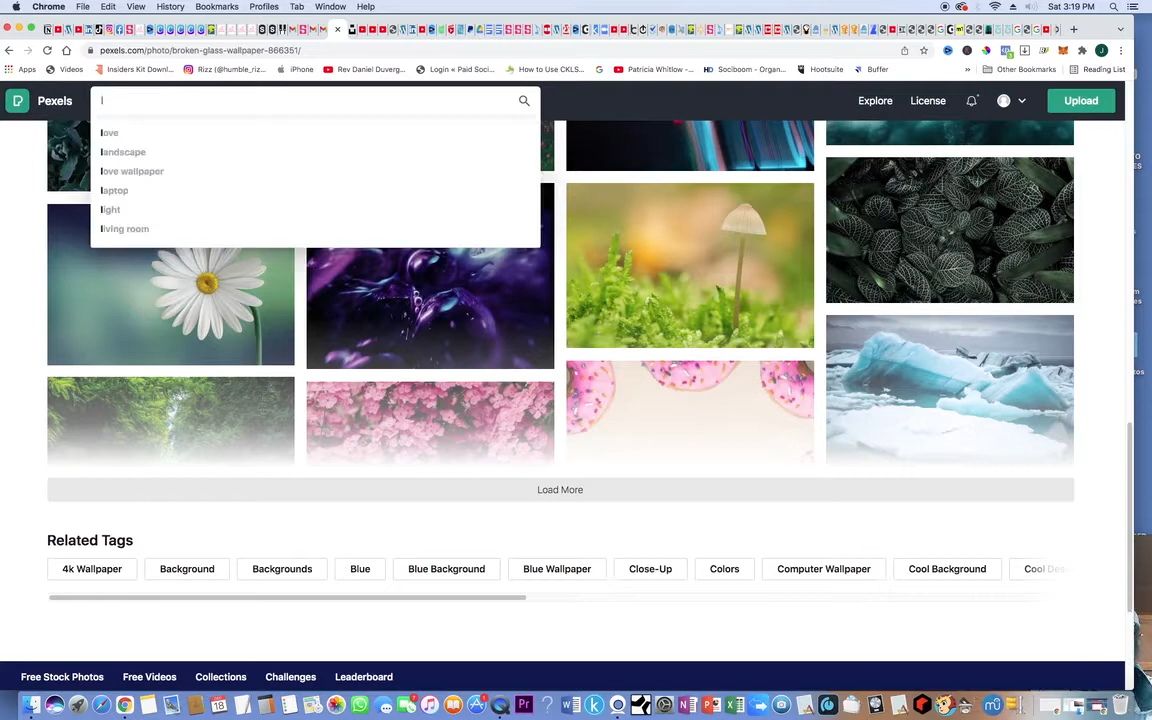 Chrome File Edit View History Bookmarks Profiles Tab Window Help Sat 3:19 PM
pexels.com/photo/broken-glass-wallpaper-866351/
Apps Videos Insiders Kit Downl... Rizz (@humble_riz... iPhone Rev Daniel Duverg... Login « Paid Soci... How to Use CKLS... Patricia Whitlow -... HD Sociboom - Organ... Hootsuite Buffer » Other Bookmarks Reading List
Pexels l Explore License Upload
love
landscape
love wallpaper
laptop
light
living room
Load More
Related Tags
4k Wallpaper Background Backgrounds Blue Blue Background Blue Wallpaper Close-Up Colors Computer Wallpaper Cool Background Cool Des
Free Stock Photos Free Videos Collections Challenges Leaderboard